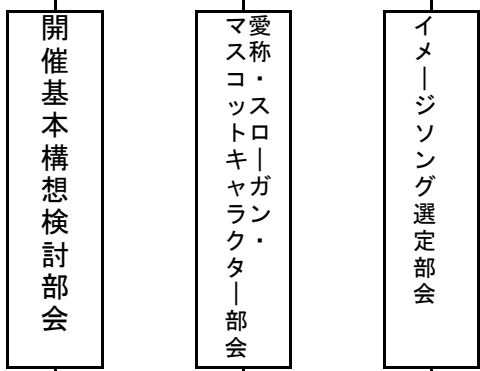 開催基本構想検討部会
愛称・スローガン・
マスコットキャラクター部会
イメージソング選定部会